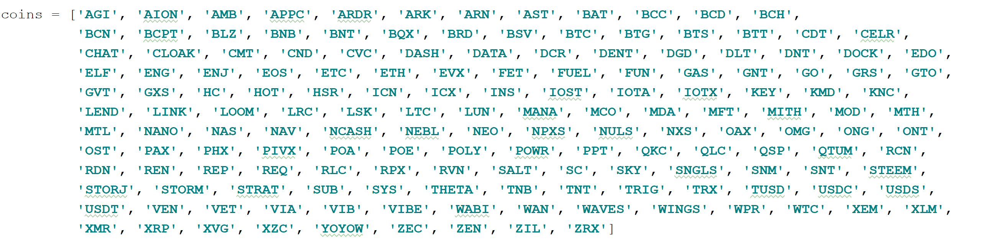 coins = ['AGI', 'AION', 'AMB', 'APPC', 'ARDR', 'ARK', 'ARN', 'AST', 'BAT', 'BCC', 'BCD', 'BCH',
'BCN', 'BCPT', 'BLZ', 'BNB', 'BNT', 'BQX', 'BRD', 'BSV', 'BTC', 'BTG', 'BTS', 'BTT', 'CDT', 'CELR',
'CHAT', 'CLOAK', 'CMT', 'CND', 'CVC', 'DASH', 'DATA', 'DCR', 'DENT', 'DGD', 'DLT', 'DNT', 'DOCK', 'EDO',
'ELF', 'ENG', 'ENJ', 'EOS', 'ETC', 'ETH', 'EVX', 'FET', 'FUEL', 'FUN', 'GAS', 'GNT', 'GO', 'GRS', 'GTO',
'GVT', 'GXS', 'HC', 'HOT', 'HSR', 'ICN', 'ICX', 'INS', 'IOST', 'IOTA', 'IOTX', 'KEY', 'KMD', 'KNC',
'LEND', 'LINK', 'LOOM', 'LRC', 'LSK', 'LTC', 'LUN', 'MANA', 'MCO', 'MDA', 'MFT', 'MITH', 'MOD', 'MTH',
'MTL', 'NANO', 'NAS', 'NAV', 'NCASH', 'NEBL', 'NEO', 'NPXS', 'NULS', 'NXS', 'OAX', 'OMG', 'ONG', 'ONT',
'OST', 'PAX', 'PHX', 'PIVX', 'POA', 'POE', 'POLY', 'POWR', 'PPT', 'QKC', 'QLC', 'QSP', 'QTUM', 'RCN',
'RDN', 'REN', 'REP', 'REQ', 'RLC', 'RPX', 'RVN', 'SALT', 'SC', 'SKY', 'SNGLS', 'SNM', 'SNT', 'STEEM',
'STORJ', 'STORM', 'STRAT', 'SUB', 'SYS', 'THETA', 'TNB', 'TNT', 'TRIG', 'TRX', 'TUSD', 'USDC', 'USDS',
'USDT', 'VEN', 'VET', 'VIA', 'VIB', 'VIBE', 'WABI', 'WAN', 'WAVES', 'WINGS', 'WPR', 'WTC', 'XEM', 'XLM',
'XMR', 'XRP', 'XVG', 'XZC', 'YOYOW', 'ZEC', 'ZEN', 'ZIL', 'ZRX']